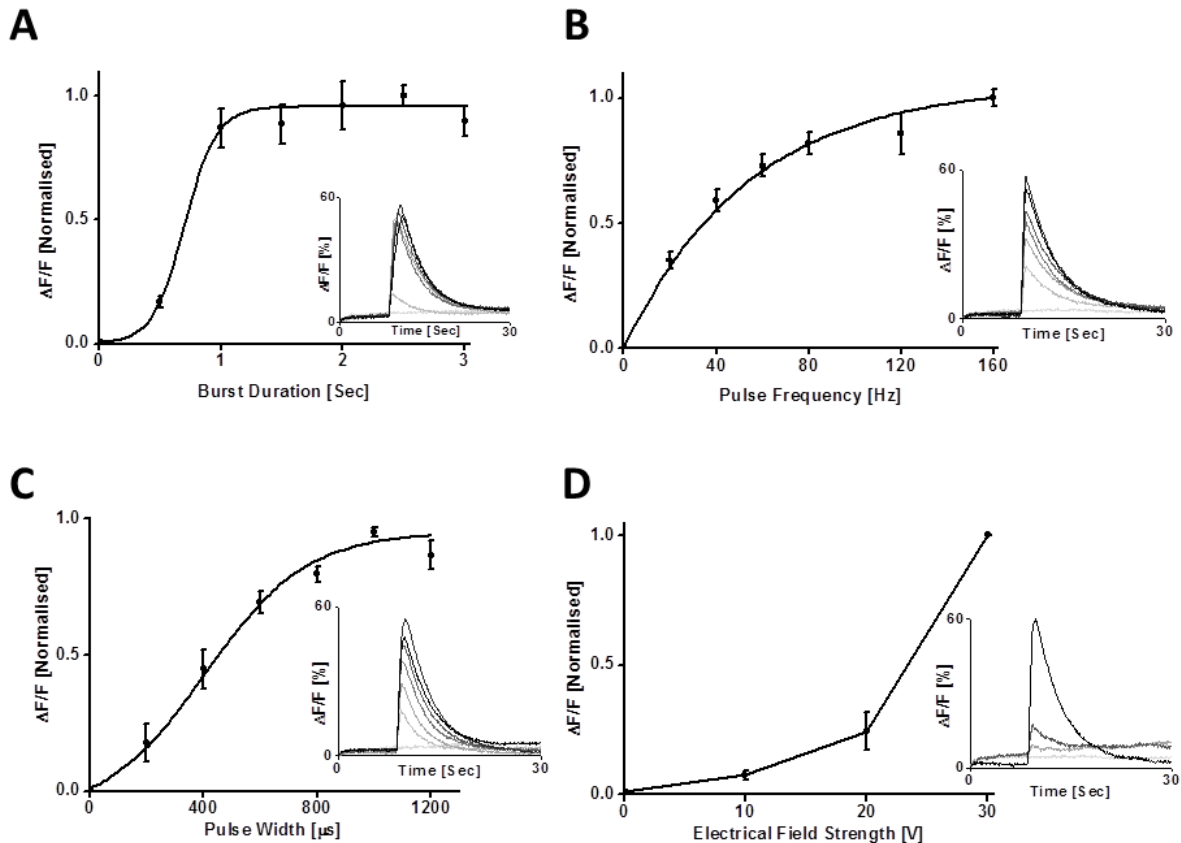 A
ΔF/F [Normalised]
1.0
0.5
0.0
0
1
2
3
Burst Duration [Sec]
ΔF/F [%]
60
0
0
Time [Sec]
30
B
ΔF/F [Normalised]
1.0
0.5
0.0
0
40
80
120
160
Pulse Frequency [Hz]
ΔF/F [%]
60
0
0
Time [Sec]
30
C
ΔF/F [Normalised]
1.0
0.5
0.0
0
400
800
1200
Pulse Width [µs]
ΔF/F [%]
60
0
0
Time [Sec]
30
D
ΔF/F [Normalised]
1.0
0.5
0.0
0
10
20
30
Electrical Field Strength [V]
ΔF/F [%]
60
0
0
Time [Sec]
30